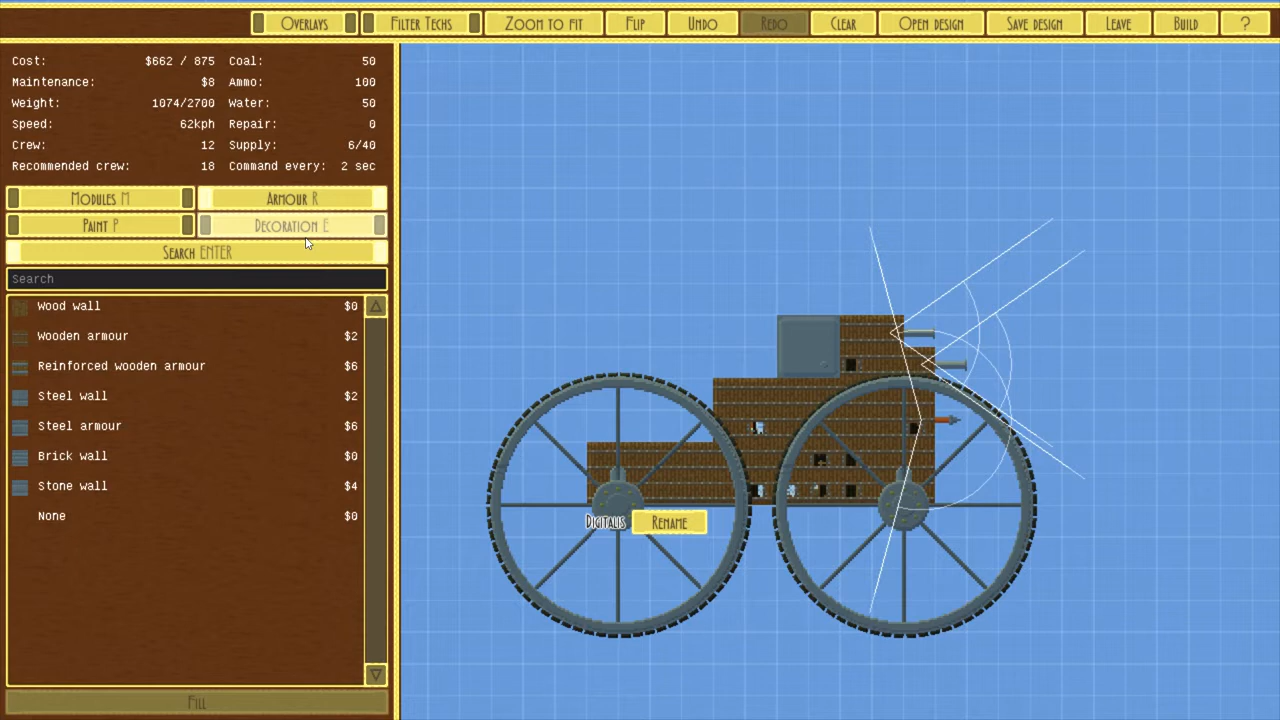 Overlays Filter Techs Zoom to fit Flip Undo Redo Clear Open design Save design Leave Build ?
Cost: $662 / 875 Coal: 50
Maintenance: $8 Ammo: 100
Weight: 1074/2700 Water: 50
Speed: 62kph Repair: 0
Crew: 12 Supply: 6/40
Recommended crew: 18 Command every: 2 sec
Modules M Armour R
Paint P Decoration E
Search ENTER
Search
Wood wall $0
Wooden armour $2
Reinforced wooden armour $6
Steel wall $2
Steel armour $6
Brick wall $0
Stone wall $4
None $0
Digitalis Rename
Fill